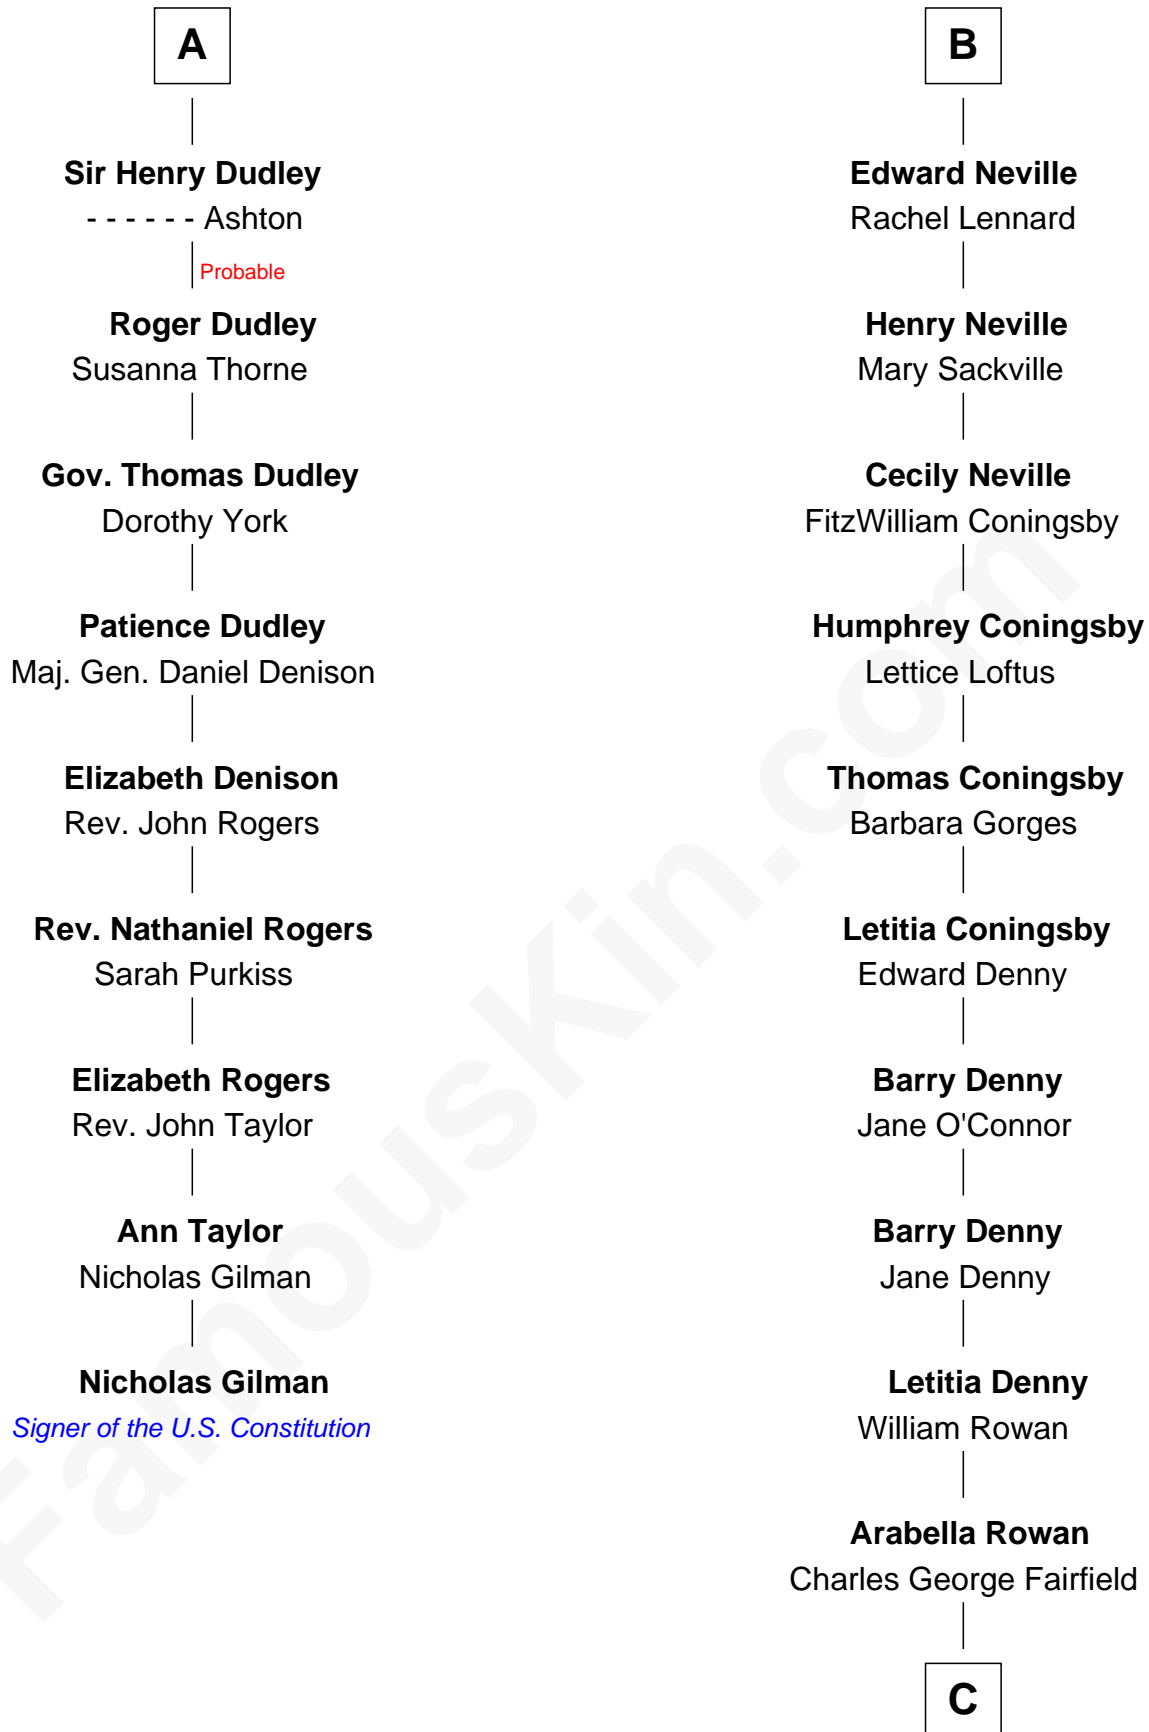 A
Sir Henry Dudley
- - - - - - Ashton
Probable
Roger Dudley
Susanna Thorne
Gov. Thomas Dudley
Dorothy York
Patience Dudley
Maj. Gen. Daniel Denison
Elizabeth Denison
Rev. John Rogers
Rev. Nathaniel Rogers
Sarah Purkiss
Elizabeth Rogers
Rev. John Taylor
Ann Taylor
Nicholas Gilman
Nicholas Gilman
Signer of the U.S. Constitution
B
Edward Neville
Rachel Lennard
Henry Neville
Mary Sackville
Cecily Neville
FitzWilliam Coningsby
Humphrey Coningsby
Lettice Loftus
Thomas Coningsby
Barbara Gorges
Letitia Coningsby
Edward Denny
Barry Denny
Jane O'Connor
Barry Denny
Jane Denny
Letitia Denny
William Rowan
Arabella Rowan
Charles George Fairfield
C
FamousKin.com